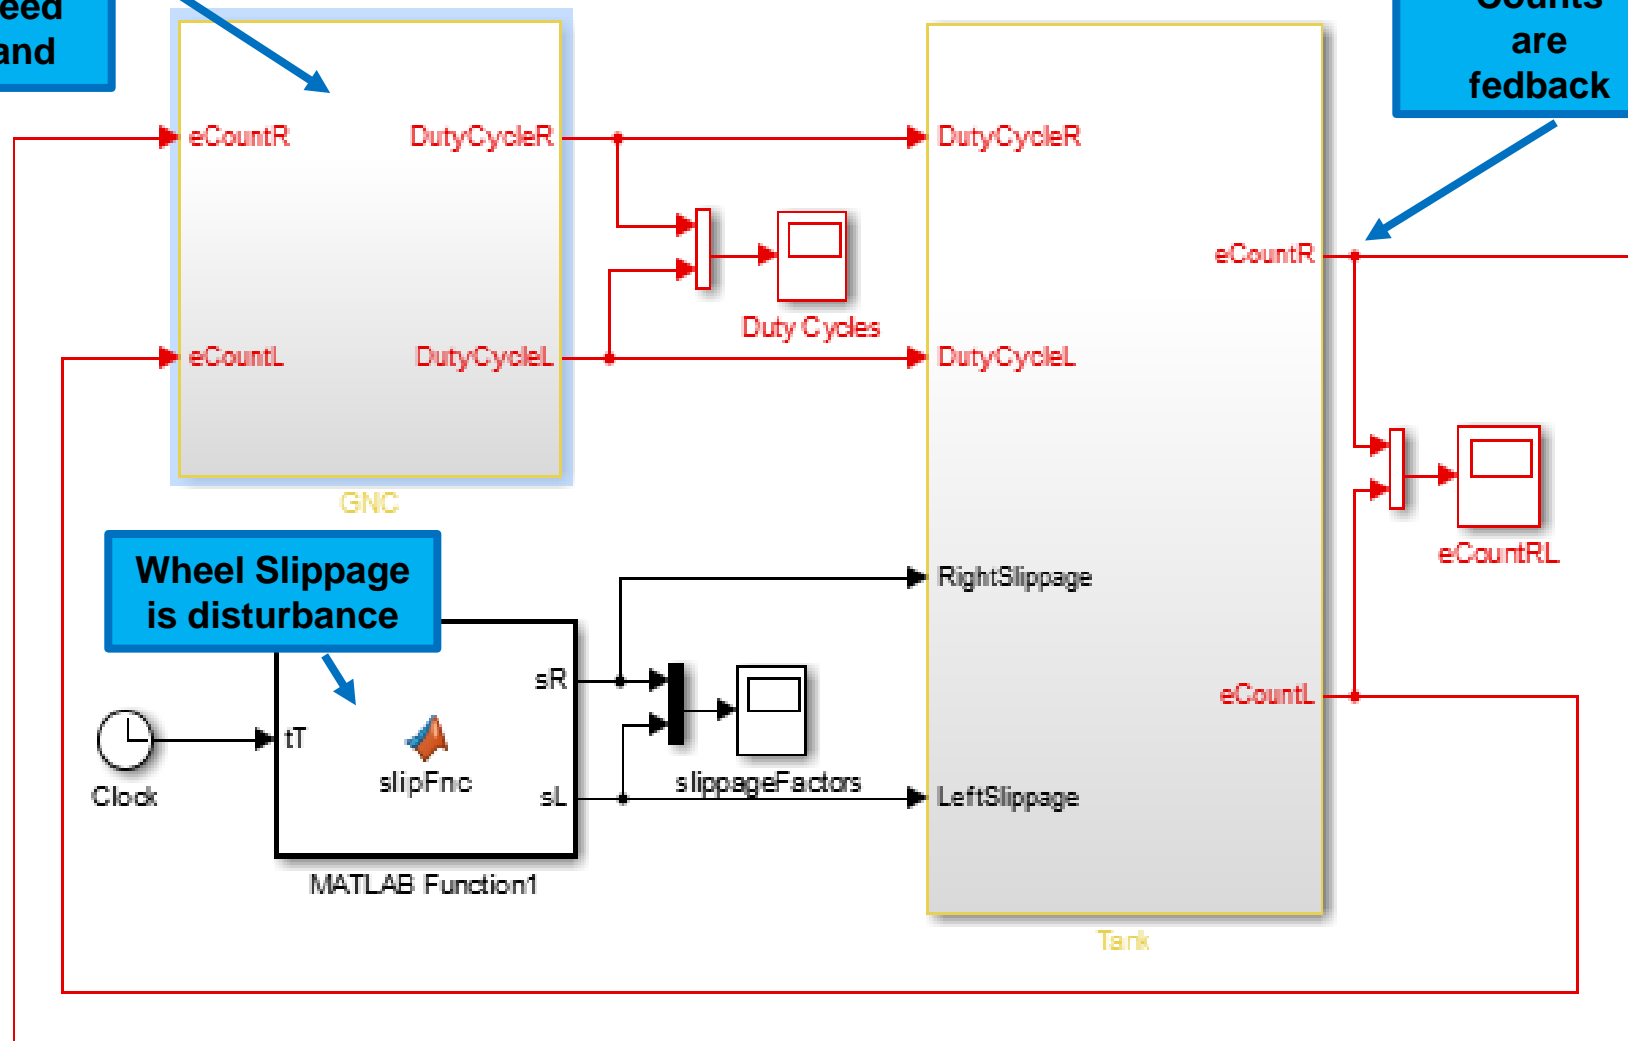 and
are
fedback
eCountR
DutyCycleR
DutyCycleR
eCountR
Duty Cycles
eCountL
DutyCycleL
DutyCycleL
GNC
eCountRL
Wheel Slippage
is disturbance
RightSlippage
sR
eCountL
tT
slipFnc
sL
slippageFactors
LeftSlippage
Clock
MATLAB Function1
Tank